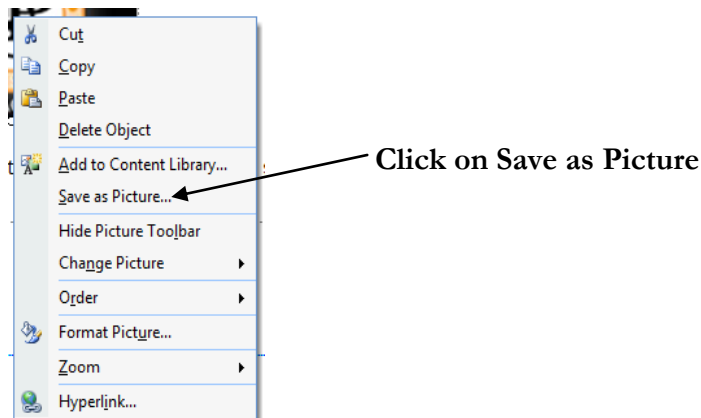 Cut
Copy
Paste
Delete Object
Add to Content Library...
Click on Save as Picture
Save as Picture...
Hide Picture Toolbar
Change Picture
Order
Format Picture...
Zoom
Hyperlink...